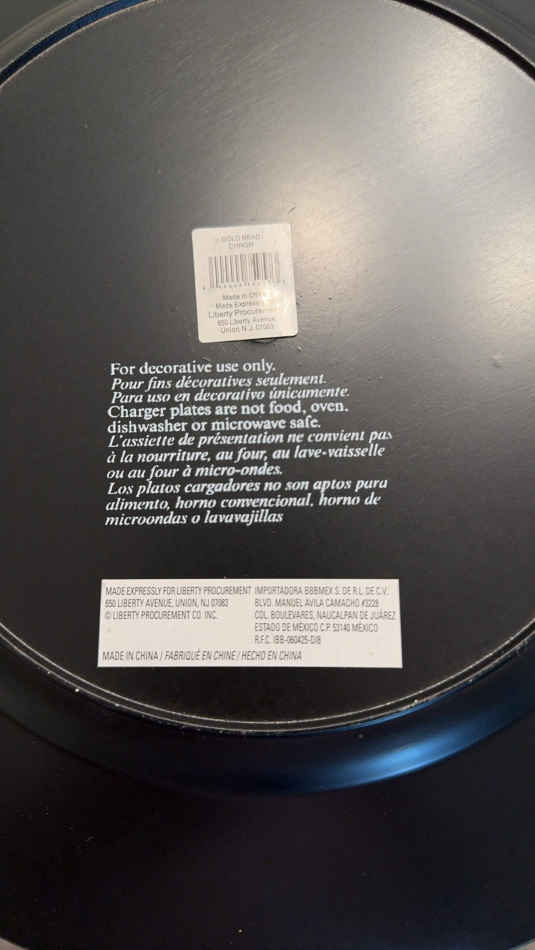 GOLD BEAD
CHRGR
Made in Ch
Made Expres
Liberty Procurem
650 Liberty Avenue,
Union, N.J. 07083
For decorative use only.
Pour fins décoratives seulement.
Para uso en decorativo únicamente.
Charger plates are not food, oven,
dishwasher or microwave safe.
L'assiette de présentation ne convient pas
à la nourriture, au four, au lave-vaisselle
ou au four à micro-ondes.
Los platos cargadores no son aptos para
alimento, horno convencional, horno de
microondas o lavavajillas
MADE EXPRESSLY FOR LIBERTY PROCUREMENT
650 LIBERTY AVENUE, UNION, NJ 07083
© LIBERTY PROCUREMENT CO. INC.
IMPORTADORA BBBMEX S. DE R.L. DE C.V.
BLVD. MANUEL AVILA CAMACHO #3228
COL. BOULEVARES, NAUCALPAN DE JUÁREZ
ESTADO DE MÉXICO C.P. 53140 MÉXICO
R.F.C. IBB-060425-DI8
MADE IN CHINA / FABRIQUÉ EN CHINE / HECHO EN CHINA